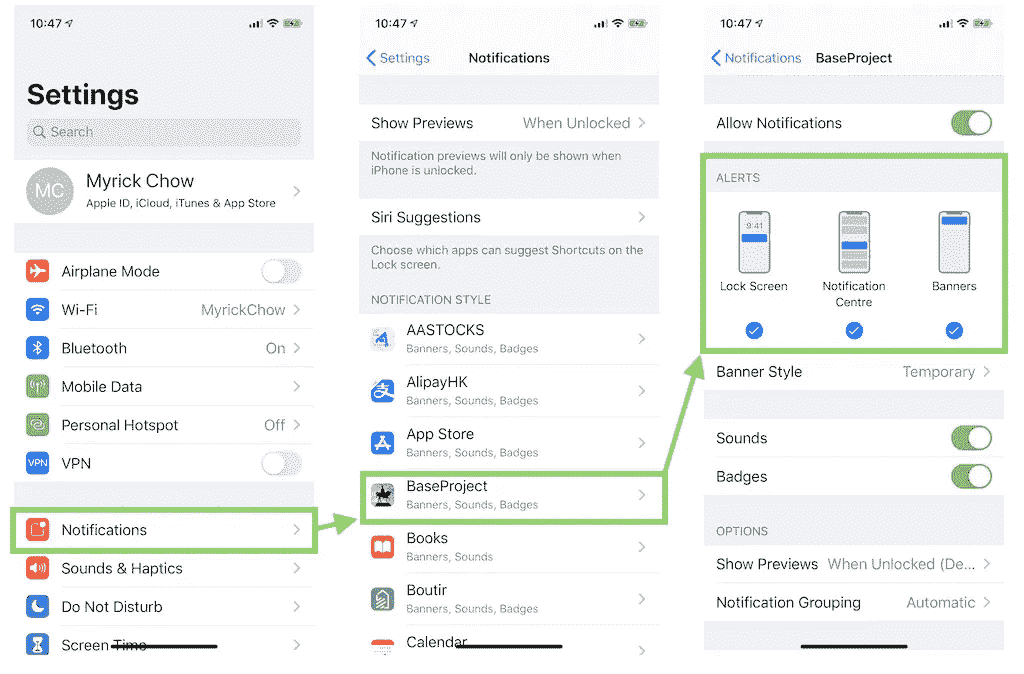 10:47
Settings
Search
MC
Myrick Chow
Apple ID, iCloud, iTunes & App Store
Airplane Mode
Wi-Fi MyrickChow
Bluetooth On
Mobile Data
Personal Hotspot Off
VPN VPN
Notifications
Sounds & Haptics
Do Not Disturb
Screen Time
10:47
Settings Notifications
Show Previews When Unlocked
Notification previews will only be shown when
iPhone is unlocked.
Siri Suggestions
Choose which apps can suggest Shortcuts on the
Lock screen.
NOTIFICATION STYLE
AASTOCKS
Banners, Sounds, Badges
AlipayHK
Banners, Sounds, Badges
App Store
Banners, Sounds, Badges
BaseProject
Banners, Sounds, Badges
Books
Banners, Sounds
Boutir
Banners, Sounds, Badges
Calendar
10:47
Notifications BaseProject
Allow Notifications
ALERTS
9:41
Lock Screen Notification Banners
Centre
Banner Style Temporary
Sounds
Badges
OPTIONS
Show Previews When Unlocked (De...
Notification Grouping Automatic